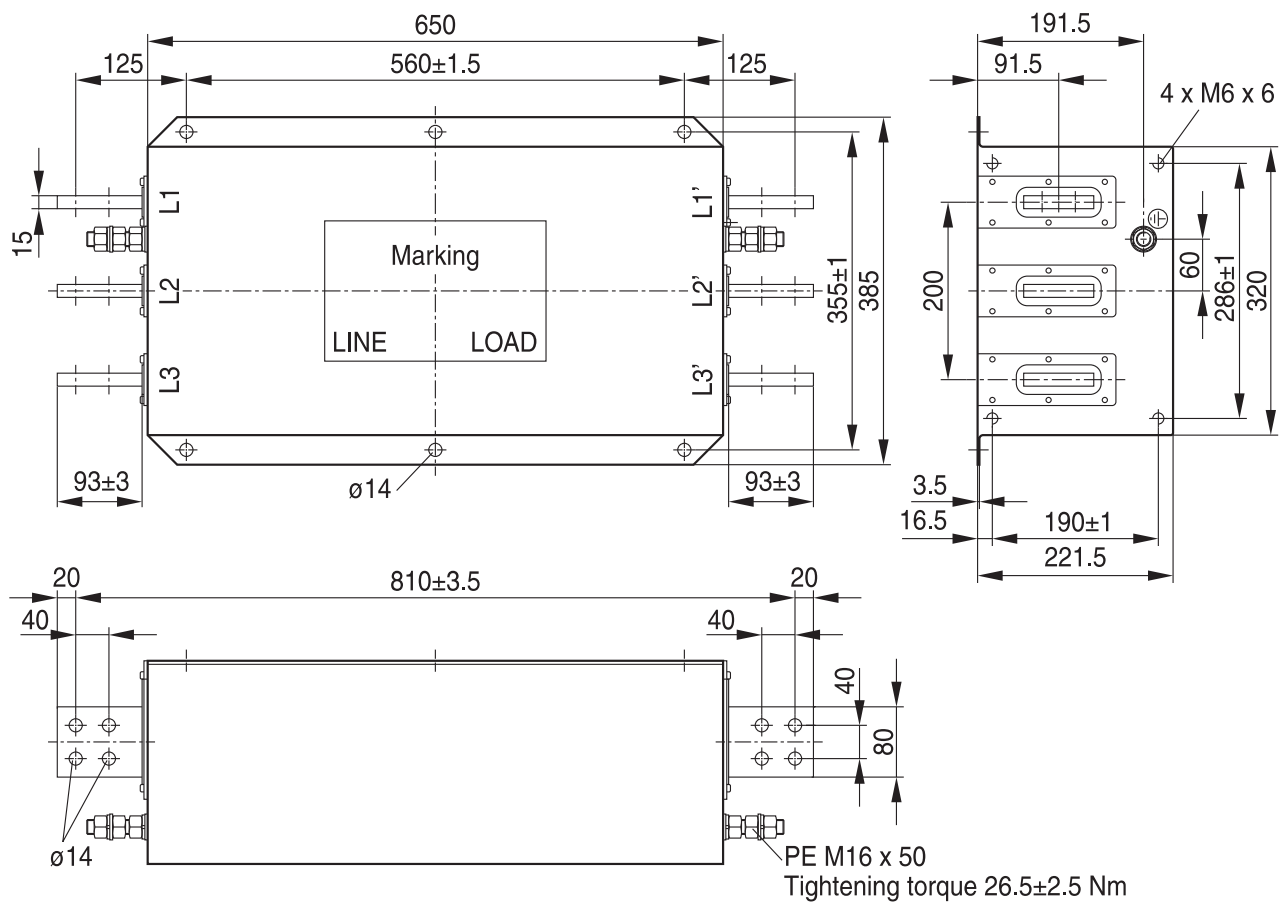 650
125
560±1.5
125
L1
L1'
15
L2
L2'
Marking
LINE
LOAD
L3
L3'
355±1
385
93±3
ø14
93±3
191.5
91.5
4 x M6 x 6
200
60
286±1
320
3.5
16.5
190±1
221.5
20
810±3.5
20
40
40
40
80
ø14
PE M16 x 50
Tightening torque 26.5±2.5 Nm